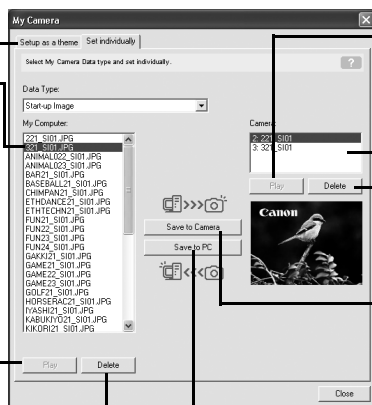 My Camera
Setup as a theme
Set individually
Select My Camera Data type and set individually.
?
Data Type:
Start-up Image
My Computer:
Camera:
221_SI01.JPG
321_SI01.JPG
ANIMAL022_SI01.JPG
ANIMAL023_SI01.JPG
BAR21_SI01.JPG
BASEBALL21_SI01.JPG
CHIMPAN21_SI01.JPG
ETHDANCE21_SI01.JPG
ETHTECHN21_SI01.JPG
FUN21_SI01.JPG
FUN22_SI01.JPG
FUN23_SI01.JPG
FUN24_SI01.JPG
GAKKI21_SI01.JPG
GAME21_SI01.JPG
GAME22_SI01.JPG
GAME23_SI01.JPG
GOLF21_SI01.JPG
HORSERAC21_SI01.JPG
IYASHI21_SI01.JPG
KABUKIYO21_SI01.JPG
KIKORI21_SI01.JPG
2: 221_SI01
3: 321_SI01
Play
Delete
Save to Camera
Save to PC
Canon
Play
Delete
Close